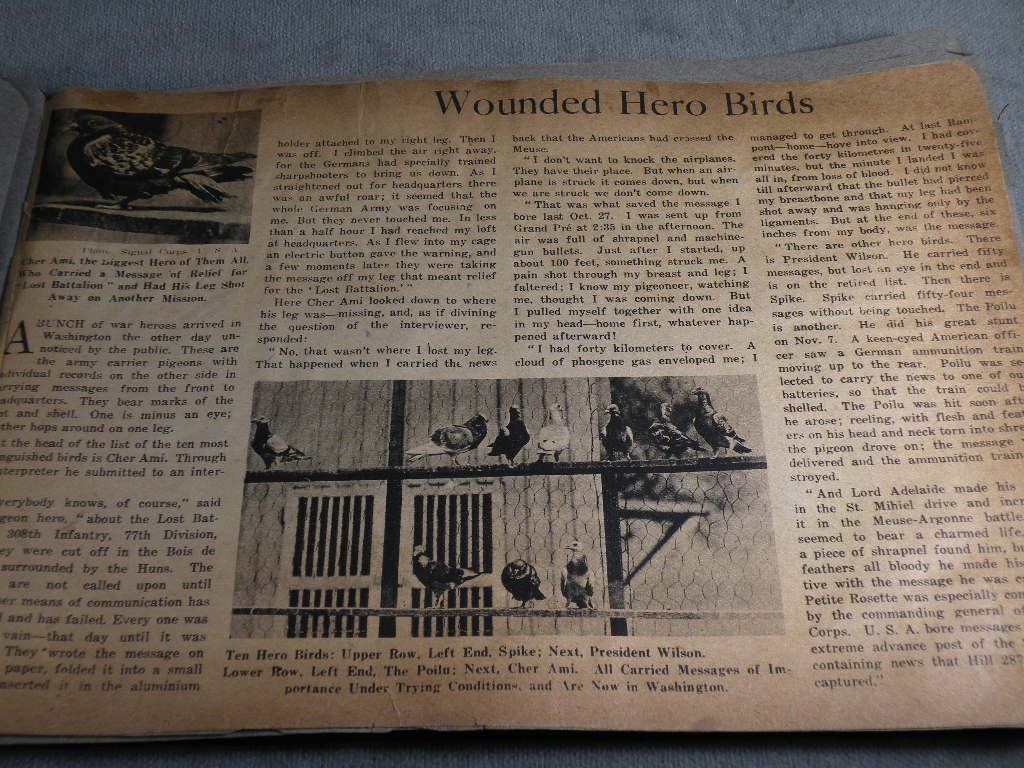 Wounded Hero Birds
Photo, Signal Corps, U. S. A.
Cher Ami, the Biggest Hero of Them All,
Who Carried a Message of Relief for
"Lost Battalion" and Had His Leg Shot
Away on Another Mission.
A BUNCH of war heroes arrived in
Washington the other day un-
noticed by the public. These are
the army carrier pigeons with
individual records on the other side in
messages from the front to
They bear marks of the
and shell. One is minus an eye;
hops around on one leg.
the head of the list of the ten most
birds is Cher Ami. Through
he submitted to an inter-
knows, of course," said
hero, "about the Lost Bat-
308th Infantry, 77th Division,
were cut off in the Bois de
surrounded by the Huns. The
are not called upon until
means of communication has
and has failed. Every one was
vain—that day until it was
They wrote the message on
paper, folded it into a small
it in the aluminium
holder attached to my right leg. Then I
was off. I climbed the air right away,
for the Germans had specially trained
sharpshooters to bring us down. As I
straightened out for headquarters there
was an awful roar; it seemed that the
whole German Army was focusing on
me. But they never touched me. In less
than a half hour I had reached my loft
at headquarters. As I flew into my cage
an electric button gave the warning, and
a few moments later they were taking
the message off my leg that meant relief
for the 'Lost Battalion.'"
Here Cher Ami looked down to where
his leg was—missing, and, as if divining
the question of the interviewer, re-
sponded:
"No, that wasn't where I lost my leg.
That happened when I carried the news
back that the Americans had crossed the
Meuse.
"I don't want to knock the airplanes.
They have their place. But when an air-
plane is struck it comes down, but when
we are struck we don't come down.
"That was what saved the message I
bore last Oct. 27. I was sent up from
Grand Pré at 2:35 in the afternoon. The
air was full of shrapnel and machine-
gun bullets. Just after I started, up
about 100 feet, something struck me. A
pain shot through my breast and leg; I
faltered; I know my pigeoneer, watching
me, thought I was coming down. But
I pulled myself together with one idea
in my head—home first, whatever hap-
pened afterward!
"I had forty kilometers to cover. A
cloud of phosgene gas enveloped me; I
managed to get through. At last Ram-
pont—home—hove into view. I had cov-
ered the forty kilometres in twenty-five
minutes, but the minute I landed I was
all in, from loss of blood. I did not know
till afterward that the bullet had pierced
my breastbone and that my leg had been
shot away and was hanging only by the
ligaments. But at the end of these, six
inches from my body, was the message.
"There are other hero birds. There
is President Wilson. He carried fifty
messages, but lost an eye in the end and
is on the retired list. Then there is
Spike. Spike carried fifty-four mes-
sages without being touched. The Poilu
is another. He did his great stunt
on Nov. 7. A keen-eyed American offi-
cer saw a German ammunition train
moving up to the rear. Poilu was se-
lected to carry the news to one of our
batteries, so that the train could
shelled. The Poilu was hit soon
he arose; reeling, with flesh and
ers on his head and neck torn into
the pigeon drove on; the message
delivered and the ammunition train
stroyed.
"And Lord Adelaide made his
in the St. Mihiel drive and
it in the Meuse-Argonne battle
seemed to bear a charmed life,
a piece of shrapnel found him,
feathers all bloody he made his
tive with the message he was
Petite Rosette was especially
by the commanding general of
Corps. U. S. A. bore messages
extreme advance post of the
containing news that Hill 287
captured."
Ten Hero Birds: Upper Row, Left End, Spike; Next, President Wilson.
Lower Row, Left End, The Poilu; Next, Cher Ami. All Carried Messages of Im-
portance Under Trying Conditions, and Are Now in Washington.